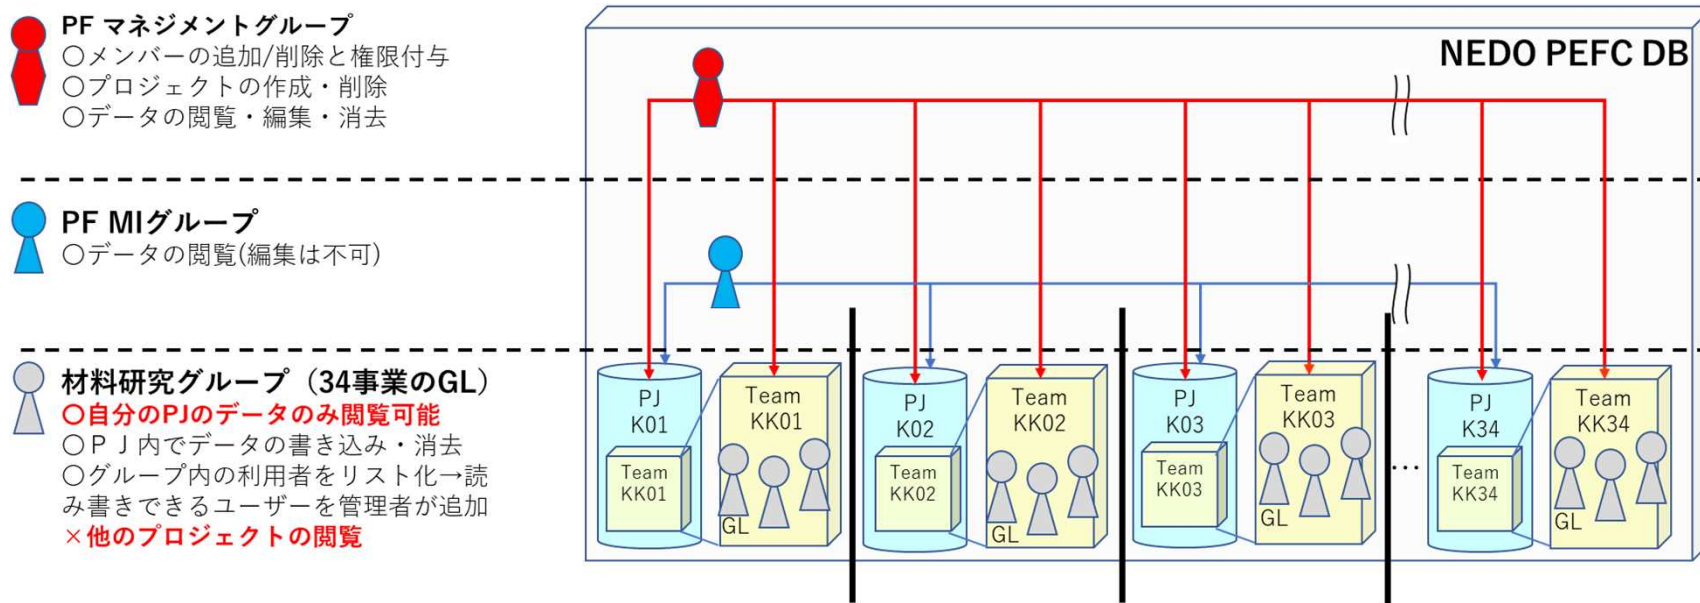 PF マネジメントグループ
〇メンバーの追加/削除と権限付与
〇プロジェクトの作成・削除
〇データの閲覧・編集・消去
NEDO PEFC DB
PF MIグループ
〇データの閲覧(編集は不可)
材料研究グループ（34事業のGL）
〇自分のPJのデータのみ閲覧可能
〇ＰＪ内でデータの書き込み・消去
〇グループ内の利用者をリスト化→読
み書きできるユーザーを管理者が追加
×他のプロジェクトの閲覧
PJ
K01
Team
KK01
Team
KK01
GL
PJ
K02
Team
KK02
Team
KK02
GL
PJ
K03
Team
KK03
Team
KK03
GL
…
PJ
K34
Team
KK34
Team
KK34
GL